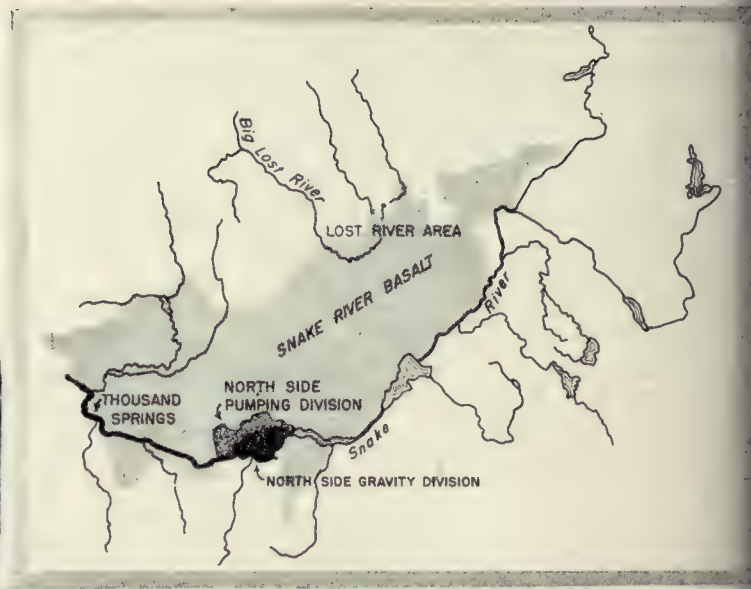 Big Lost River
LOST RIVER AREA
SNAKE RIVER BASALT
River
THOUSAND
SPRINGS
NORTH SIDE
PUMPING DIVISION
Snake
NORTH SIDE GRAVITY DIVISION